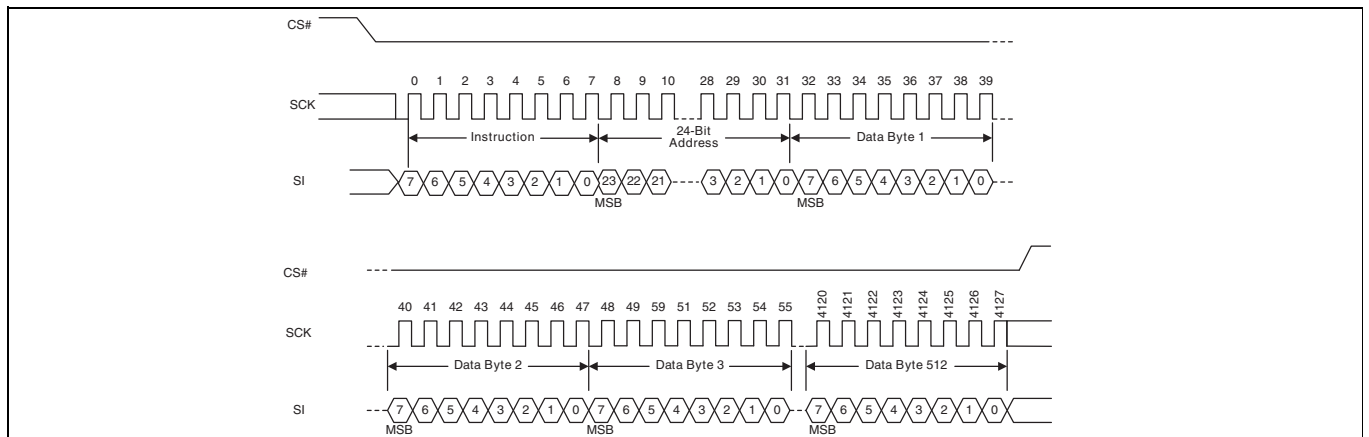 CS#
0 1 2 3 4 5 6 7 8 9 10 28 29 30 31 32 33 34 35 36 37 38 39
SCK
Instruction 24-Bit Address Data Byte 1
SI 7 6 5 4 3 2 1 0 23 22 21 3 2 1 0 7 6 5 4 3 2 1 0
MSB MSB
CS#
40 41 42 43 44 45 46 47 48 49 59 51 52 53 54 55 4120 4121 4122 4123 4124 4125 4126 4127
SCK
Data Byte 2 Data Byte 3 Data Byte 512
SI 7 6 5 4 3 2 1 0 7 6 5 4 3 2 1 0 7 6 5 4 3 2 1 0
MSB MSB MSB